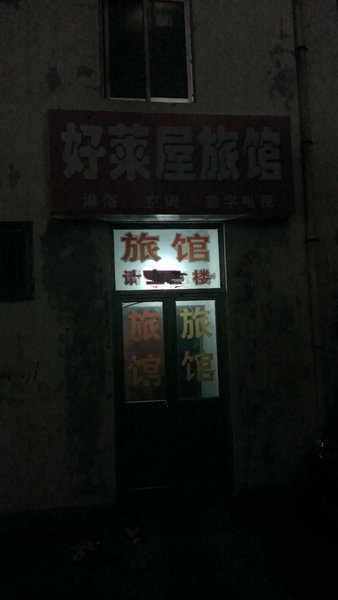 好莱屋旅馆
淋浴 空调 数字电视
旅馆
请 楼
旅馆 旅馆